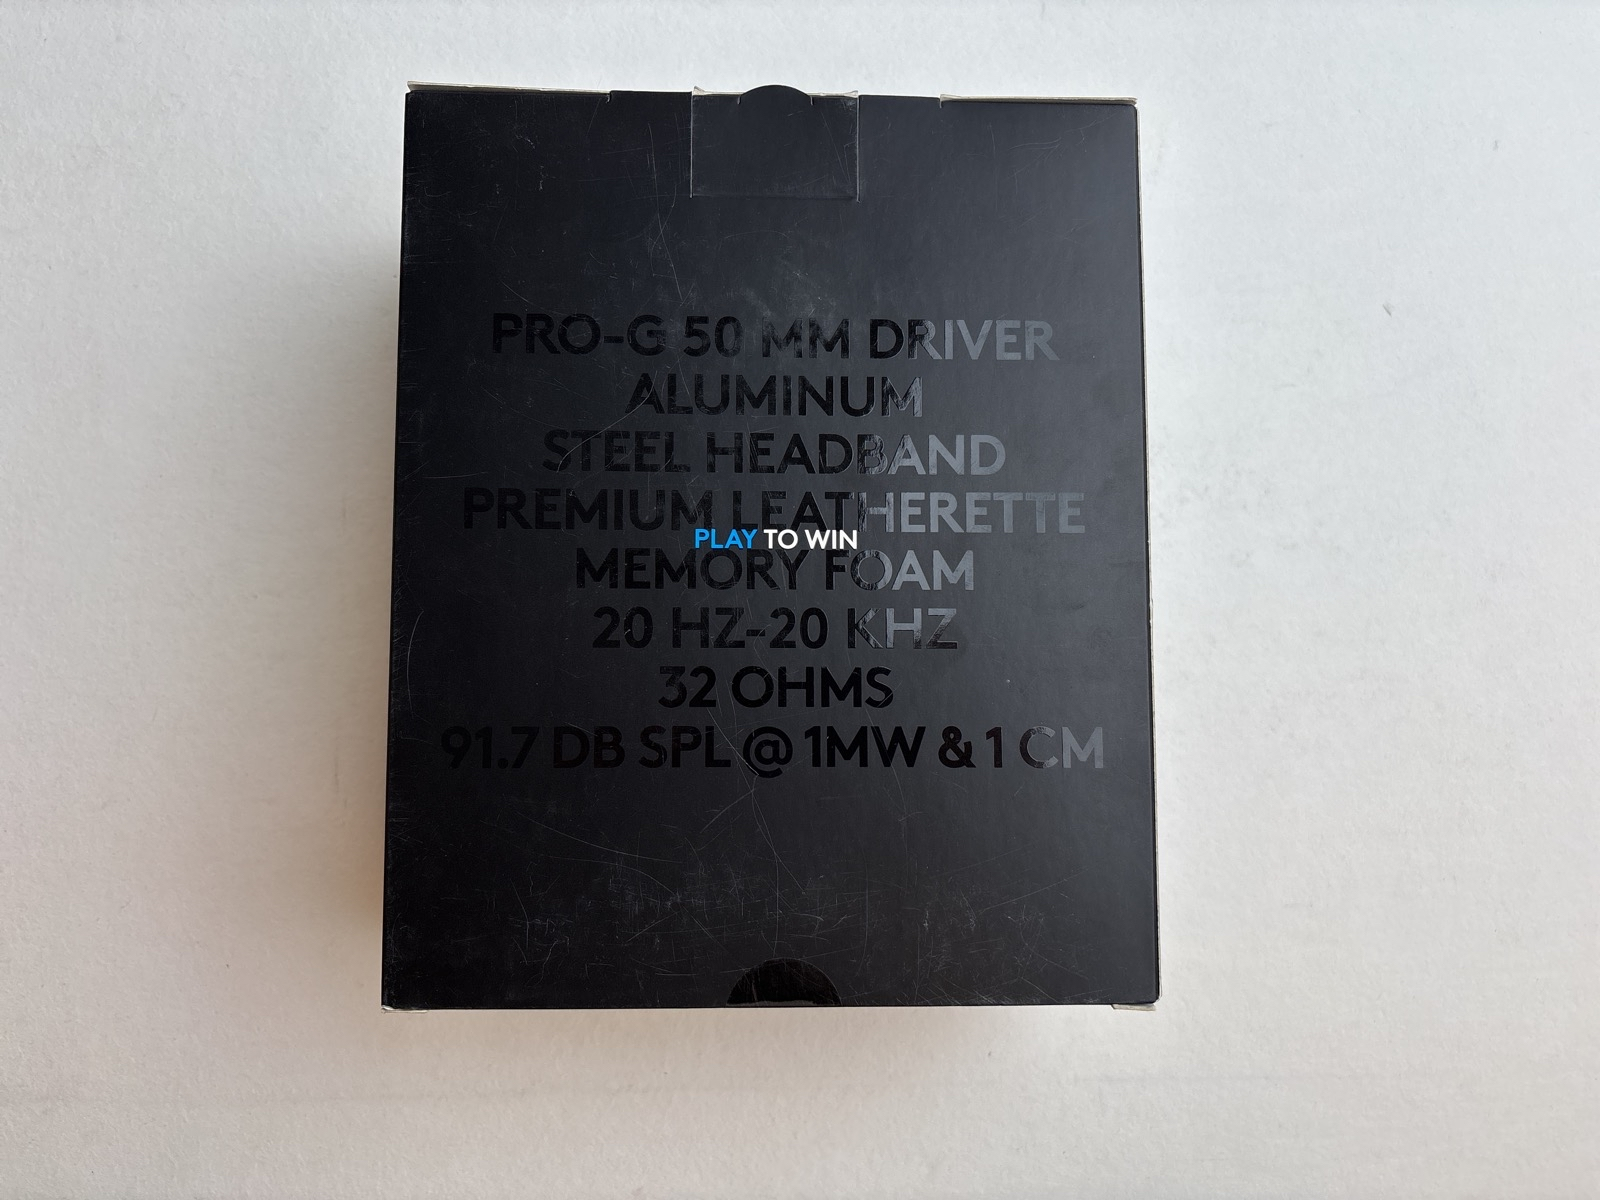 PRO-G 50 MM DRIVER
ALUMINUM
STEEL HEADBAND
PREMIUM LEATHERETTE
PLAY TO WIN
MEMORY FOAM
20 HZ-20 KHZ
32 OHMS
91.7 DB SPL @ 1MW & 1 CM